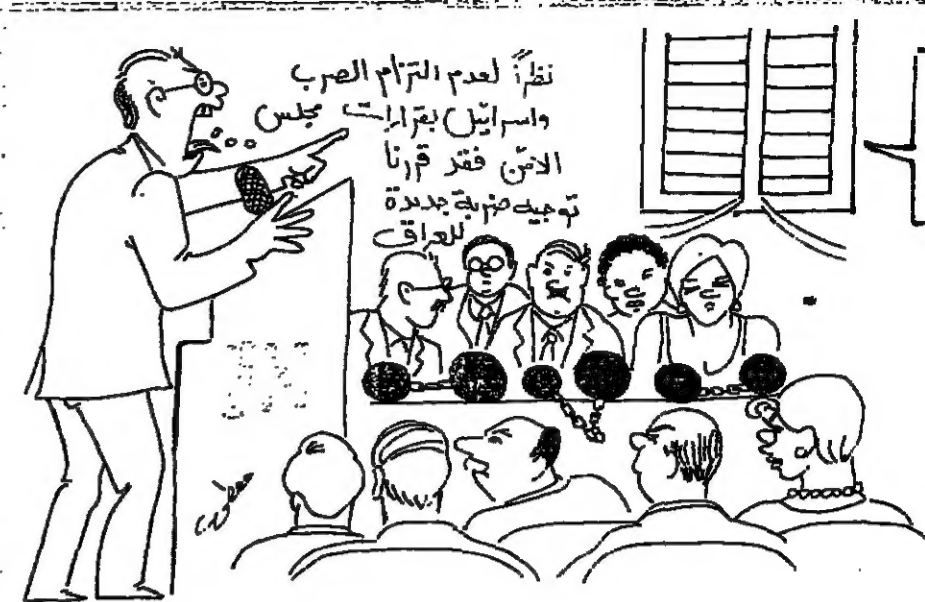 نظراً لعدم التزام الصرب
واسرائيل بقرارات مجلس
الامن فقد قررنا
توجيه ضربة جديدة
للعراق